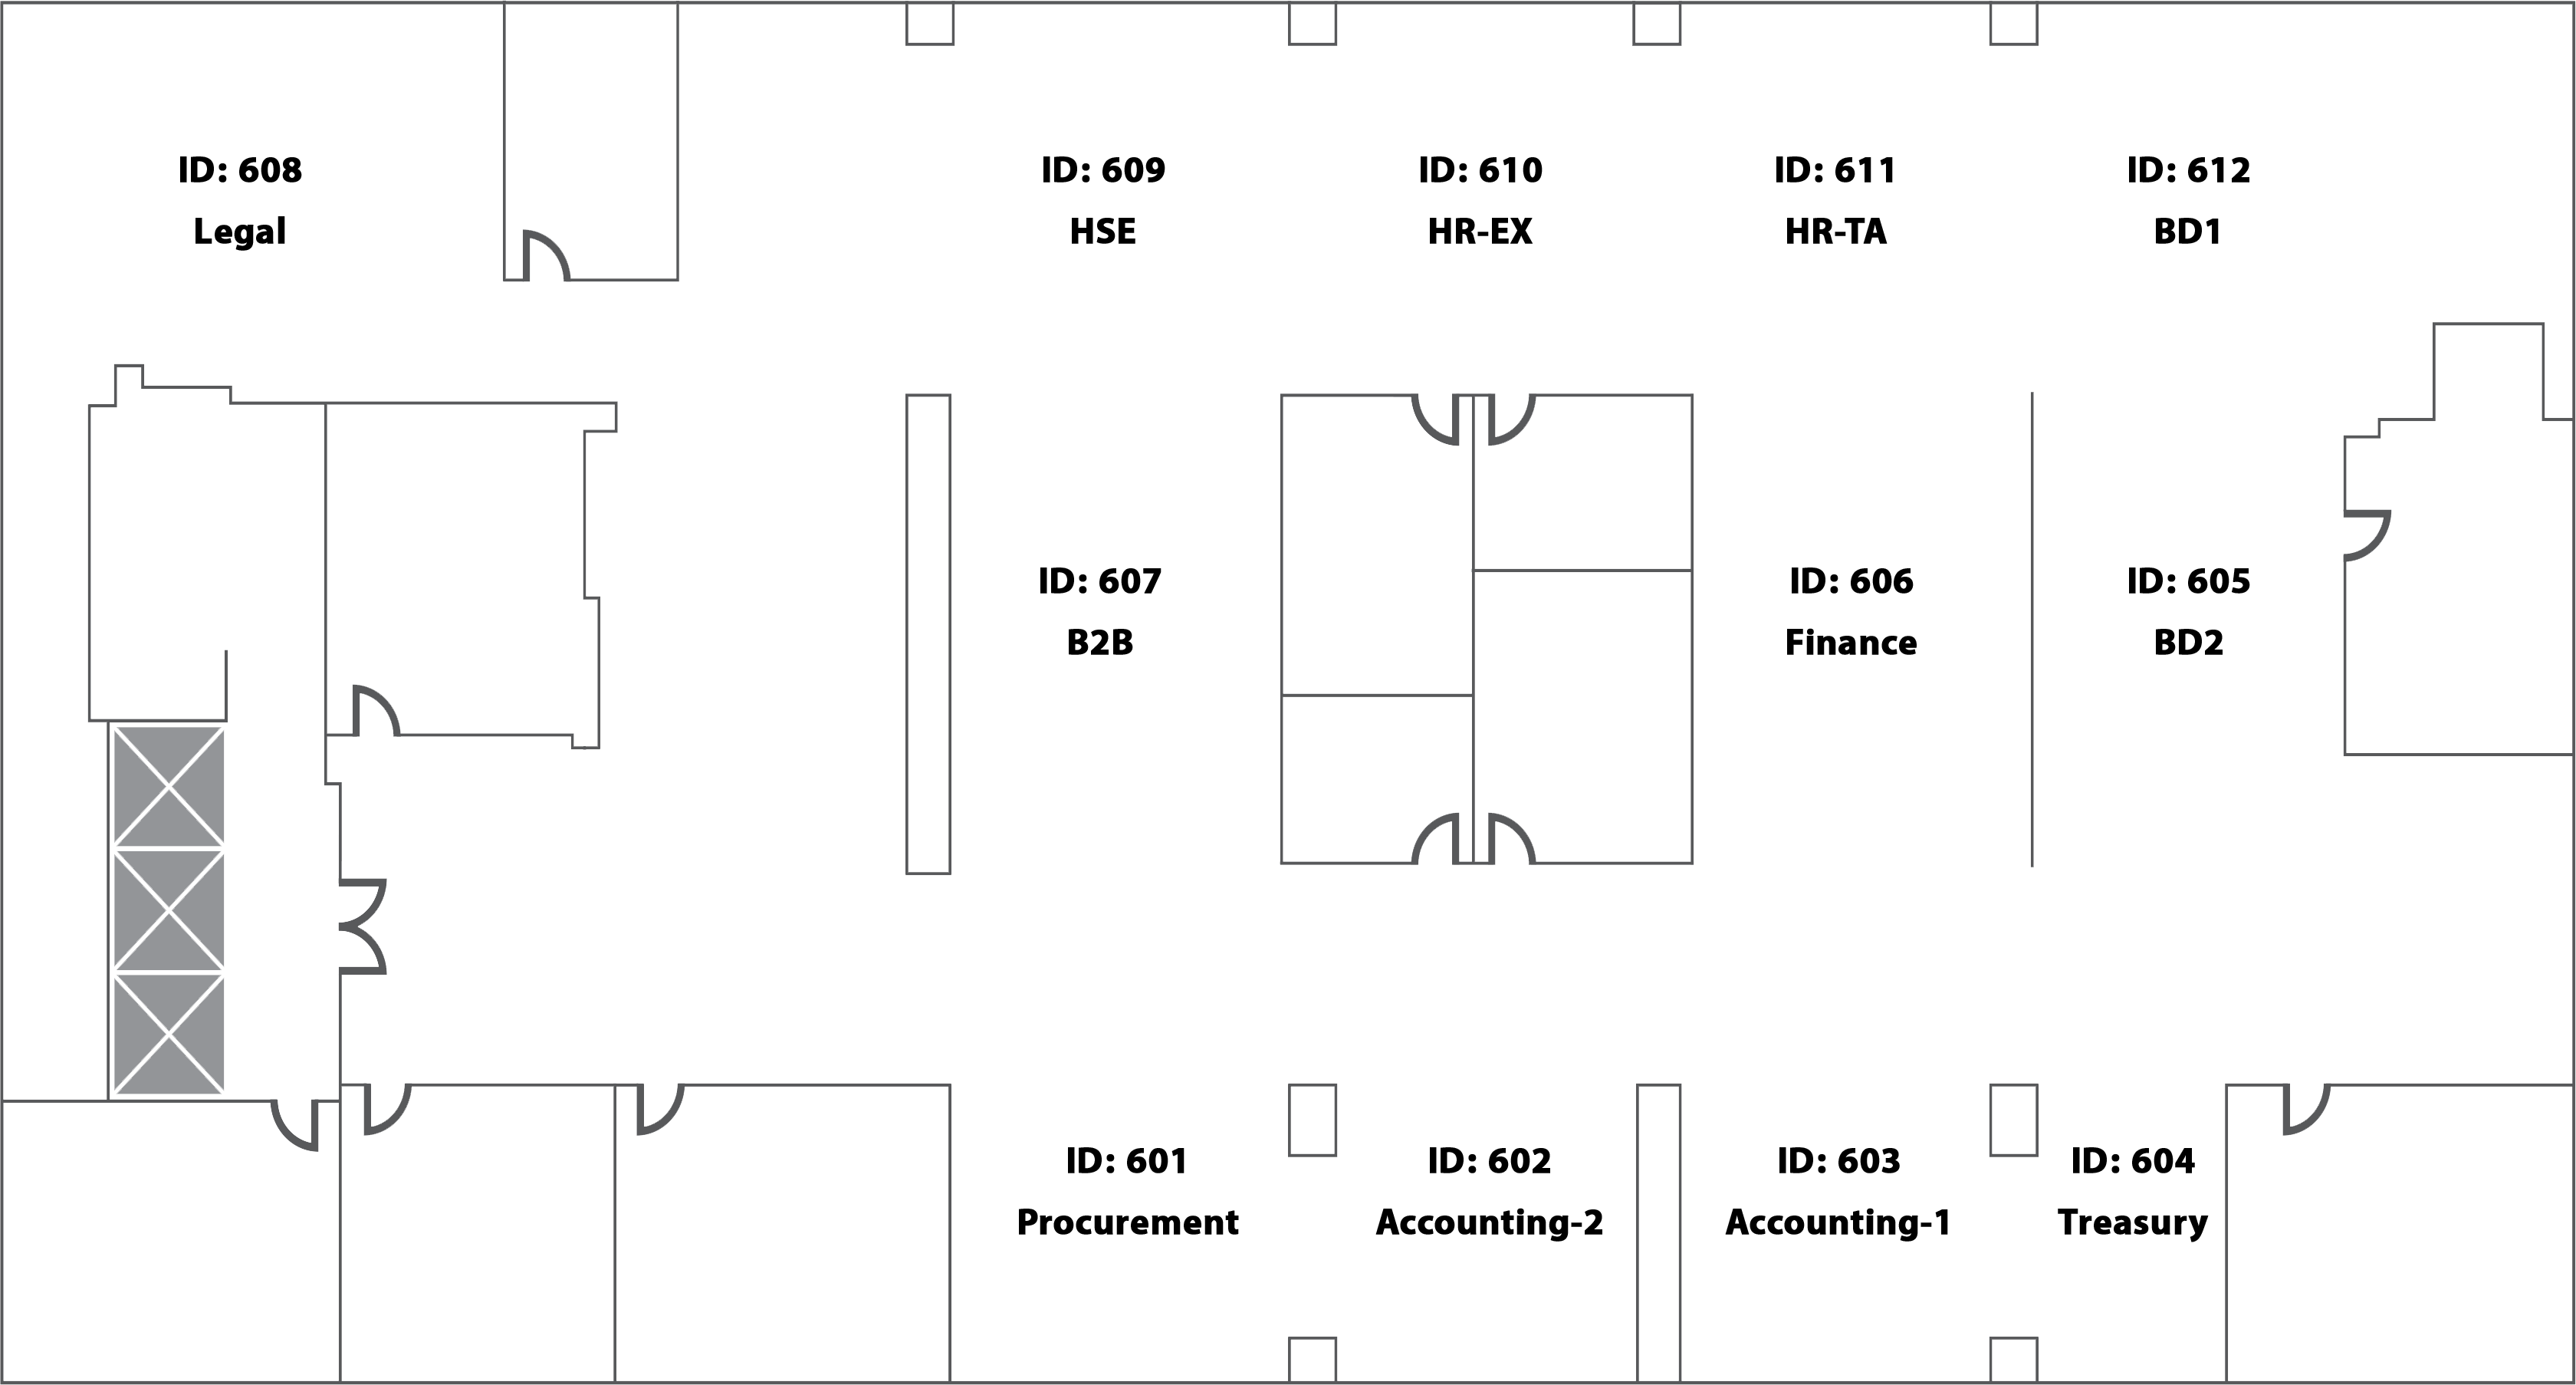 ID: 608
Legal
ID: 609
HSE
ID: 610
HR-EX
ID: 611
HR-TA
ID: 612
BD1
ID: 607
B2B
ID: 606
Finance
ID: 605
BD2
ID: 601
Procurement
ID: 602
Accounting-2
ID: 603
Accounting-1
ID: 604
Treasury